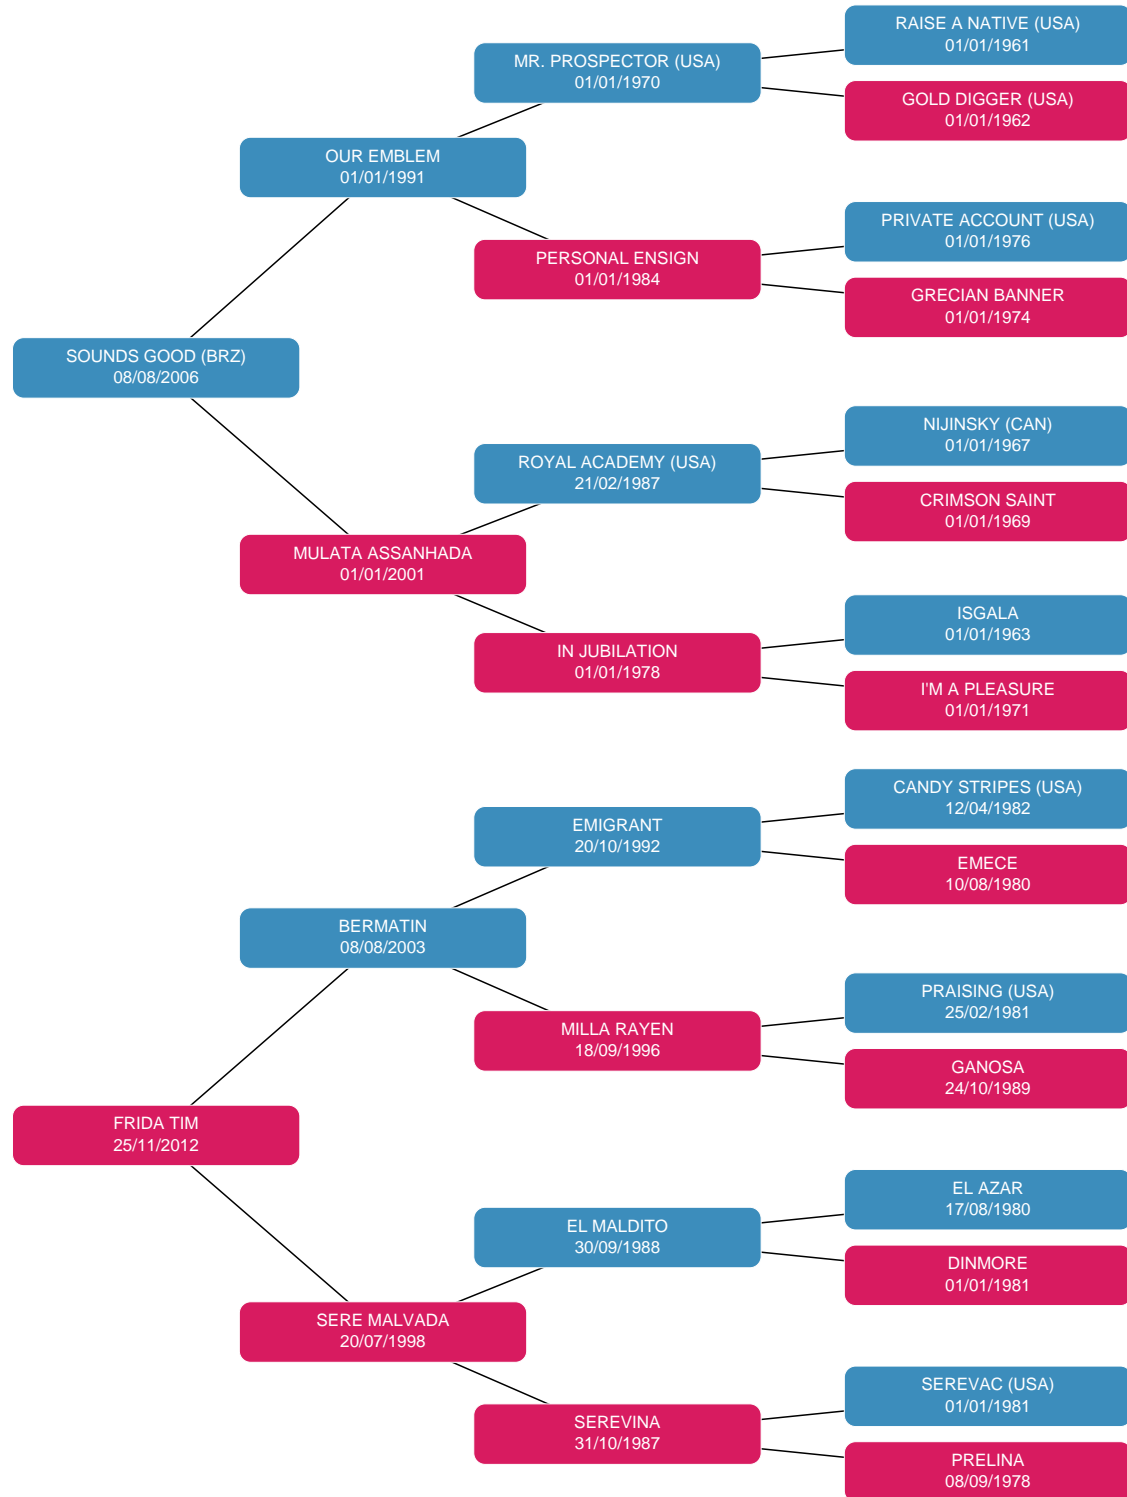 RAISE A NATIVE (USA)
01/01/1961
MR. PROSPECTOR (USA)
01/01/1970
GOLD DIGGER (USA)
01/01/1962
OUR EMBLEM
01/01/1991
PRIVATE ACCOUNT (USA)
01/01/1976
PERSONAL ENSIGN
01/01/1984
GRECIAN BANNER
01/01/1974
SOUNDS GOOD (BRZ)
08/08/2006
NIJINSKY (CAN)
01/01/1967
ROYAL ACADEMY (USA)
21/02/1987
CRIMSON SAINT
01/01/1969
MULATA ASSANHADA
01/01/2001
ISGALA
01/01/1963
IN JUBILATION
01/01/1978
I'M A PLEASURE
01/01/1971
CANDY STRIPES (USA)
12/04/1982
EMIGRANT
20/10/1992
EMECE
10/08/1980
BERMATIN
08/08/2003
PRAISING (USA)
25/02/1981
MILLA RAYEN
18/09/1996
GANOSA
24/10/1989
FRIDA TIM
25/11/2012
EL AZAR
17/08/1980
EL MALDITO
30/09/1988
DINMORE
01/01/1981
SERE MALVADA
20/07/1998
SEREVAC (USA)
01/01/1981
SEREVINA
31/10/1987
PRELINA
08/09/1978